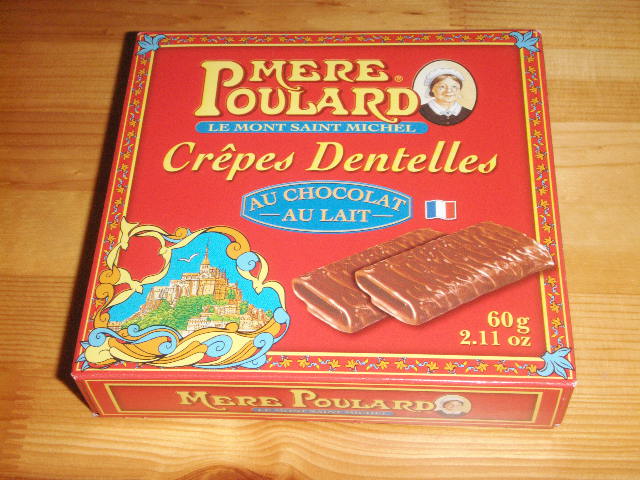 MERE
POULARD®
LE MONT SAINT MICHEL
Crêpes Dentelles
AU CHOCOLAT
AU LAIT
60g
2.11 oz
MERE POULARD
LE MONT SAINT MICHEL